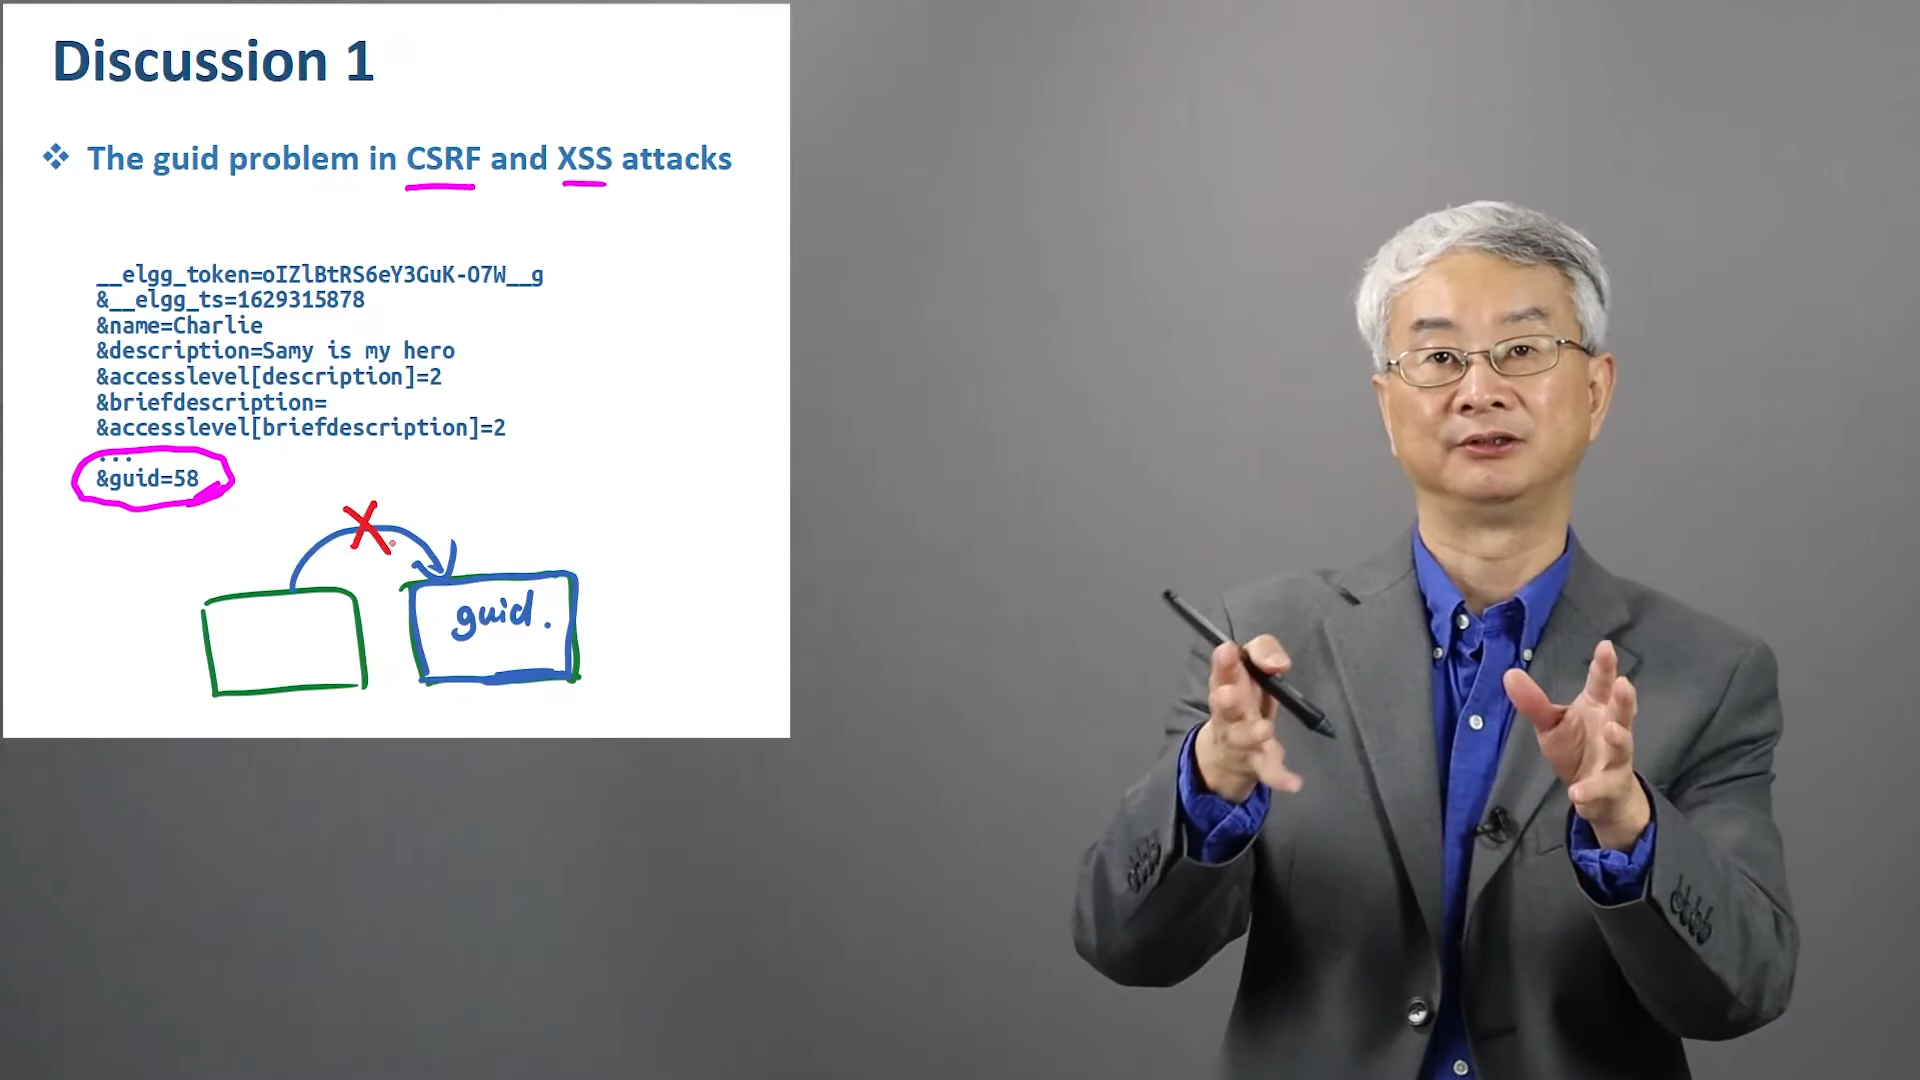 Discussion 1
The guid problem in CSRF and XSS attacks
__elgg_token=oIZlBtRS6eY3GuK-O7W__g
&__elgg_ts=1629315878
&name=Charlie
&description=Samy is my hero
&accesslevel[description]=2
&briefdescription=
&accesslevel[briefdescription]=2
...
&guid=58
guid.